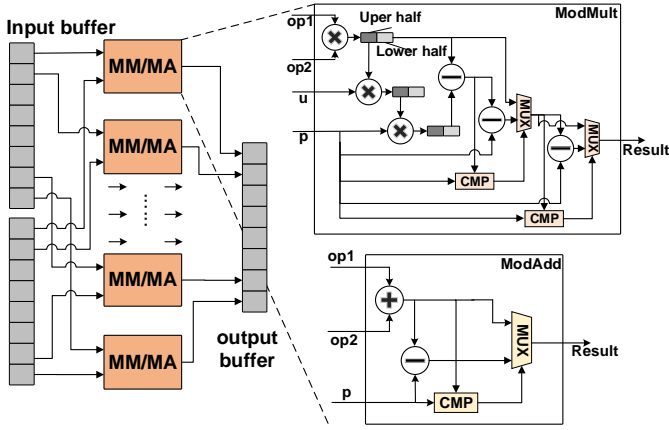 Input buffer
MM/MA
MM/MA
MM/MA
MM/MA
output
buffer
ModMult
op1
Uper half
Lower half
op2
u
p
MUX
MUX
CMP
CMP
Result
ModAdd
op1
op2
p
MUX
CMP
Result